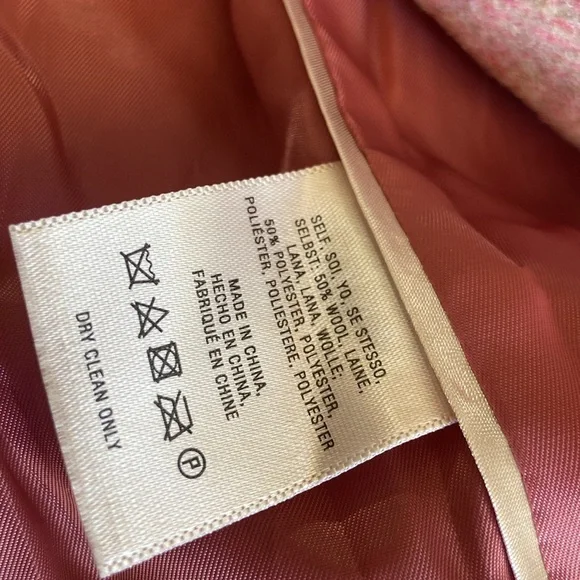 SELF, SOI, YO, SE STESSO,
SELBST: 50% WOOL, LAINE,
LANA, LANA, WOLLE;
50% POLYESTER, POLYESTER,
POLIÉSTER, POLIESTERE, POLYESTER
MADE IN CHINA,
HECHO EN CHINA,
FABRIQUÉ EN CHINE
P
DRY CLEAN ONLY